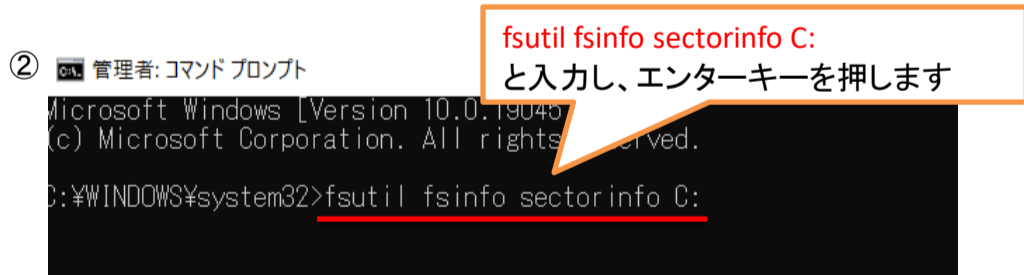 fsutil fsinfo sectorinfo C:
と入力し、エンターキーを押します
② 管理者: コマンド プロンプト
Microsoft Windows [Version 10.0.19045
(c) Microsoft Corporation. All rights rved.
C:¥WINDOWS¥system32>fsutil fsinfo sectorinfo C: